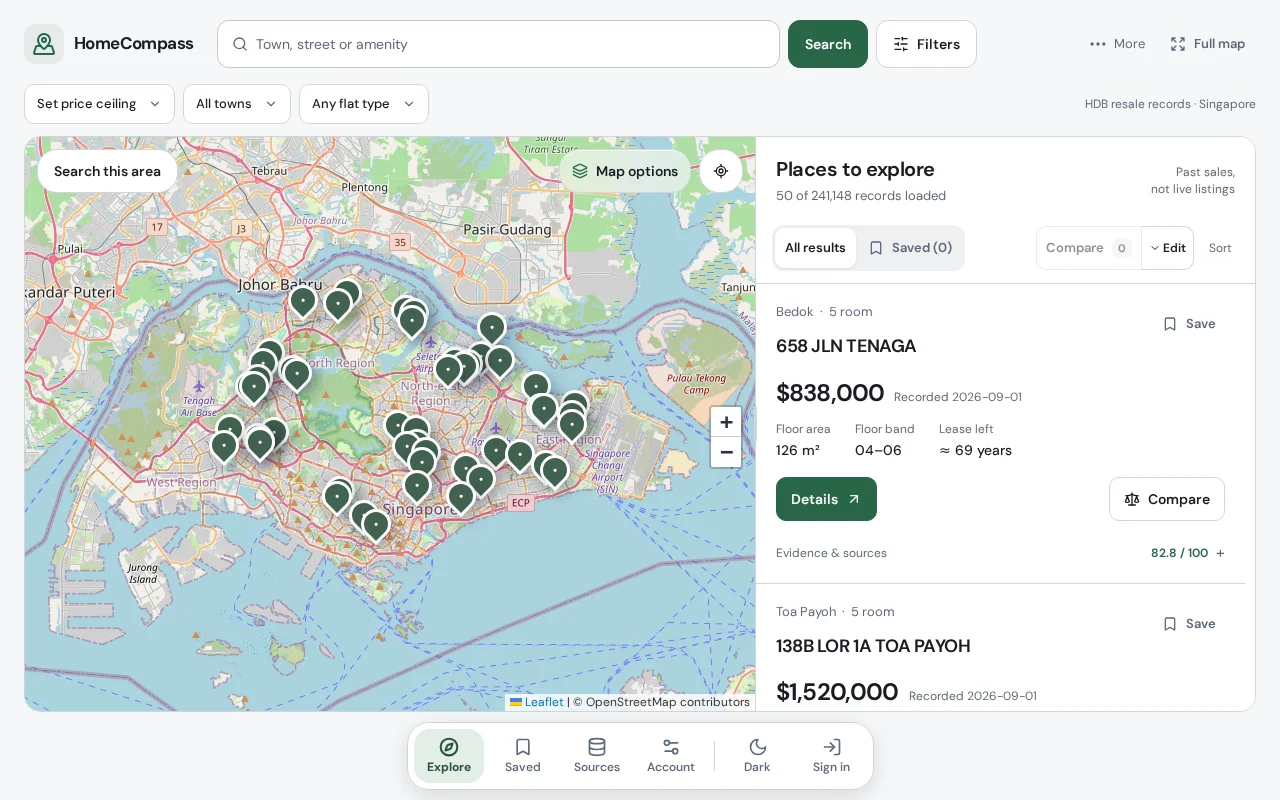 HomeCompass
Town, street or amenity
Search
Filters
More
Full map
Set price ceiling
All towns
Any flat type
HDB resale records · Singapore
Search this area
Map options
Sungai
Tiram Estate
Tebrau
Plentong
Johor Bahru
17
J3
35
Pasir Gudang
Pulai
kandar Puteri
Johor Bahru
Tanjun
North Region
Tengah
Air Base
North-east
Region
Pulau Tekong
Camp
East Region
Singapore
Changi
Airport
(SIN)
West Region
ECP
Singapore
Jurong
Island
+
−
Leaflet | © OpenStreetMap contributors
Places to explore
50 of 241,148 records loaded
Past sales,
not live listings
All results
Saved (0)
Compare 0
Edit
Sort
Bedok · 5 room
Save
658 JLN TENAGA
$838,000 Recorded 2026-09-01
Floor area Floor band Lease left
126 m² 04–06 ≈ 69 years
Details
Compare
Evidence & sources
82.8 / 100 +
Toa Payoh · 5 room
Save
138B LOR 1A TOA PAYOH
$1,520,000 Recorded 2026-09-01
Explore
Saved
Sources
Account
Dark
Sign in